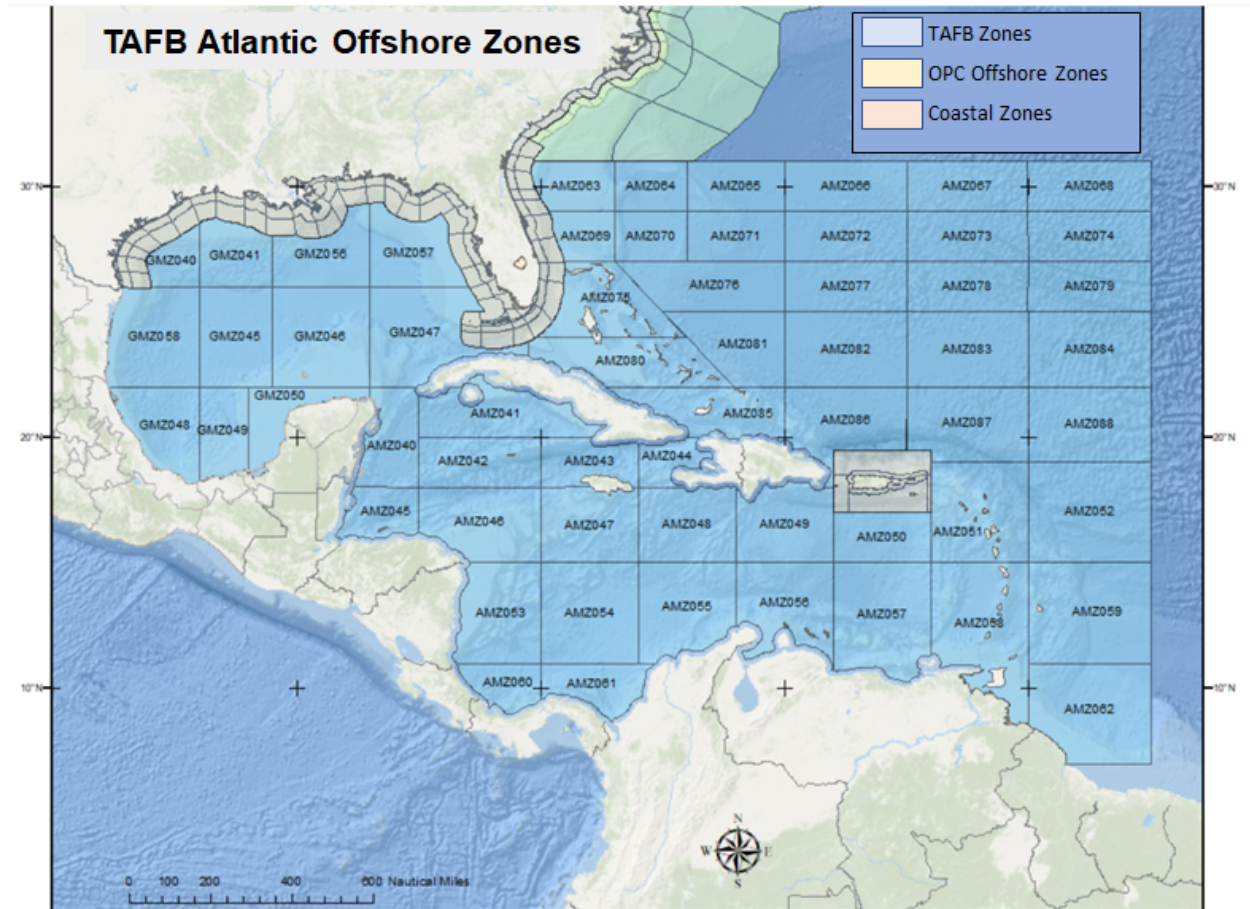 TAFB Atlantic Offshore Zones
TAFB Zones
OPC Offshore Zones
Coastal Zones
30°N
30°N
AMZ063 AMZ064 AMZ065 AMZ066 AMZ067 AMZ068
AMZ069 AMZ070 AMZ071 AMZ072 AMZ073 AMZ074
GMZ040 GMZ041 GMZ056 GMZ057
AMZ075 AMZ076 AMZ077 AMZ078 AMZ079
GMZ058 GMZ045 GMZ046 GMZ047
AMZ080 AMZ081 AMZ082 AMZ083 AMZ084
GMZ048 GMZ049 GMZ050
AMZ041 AMZ085 AMZ086 AMZ087 AMZ088
20°N
20°N
AMZ040 AMZ042 AMZ043 AMZ044
AMZ045 AMZ046 AMZ047 AMZ048 AMZ049 AMZ050 AMZ051 AMZ052
AMZ053 AMZ054 AMZ055 AMZ056 AMZ057 AMZ058 AMZ059
10°N
10°N
AMZ060 AMZ061 AMZ062
N
W E
S
0 100 200 400 600 Nautical Miles